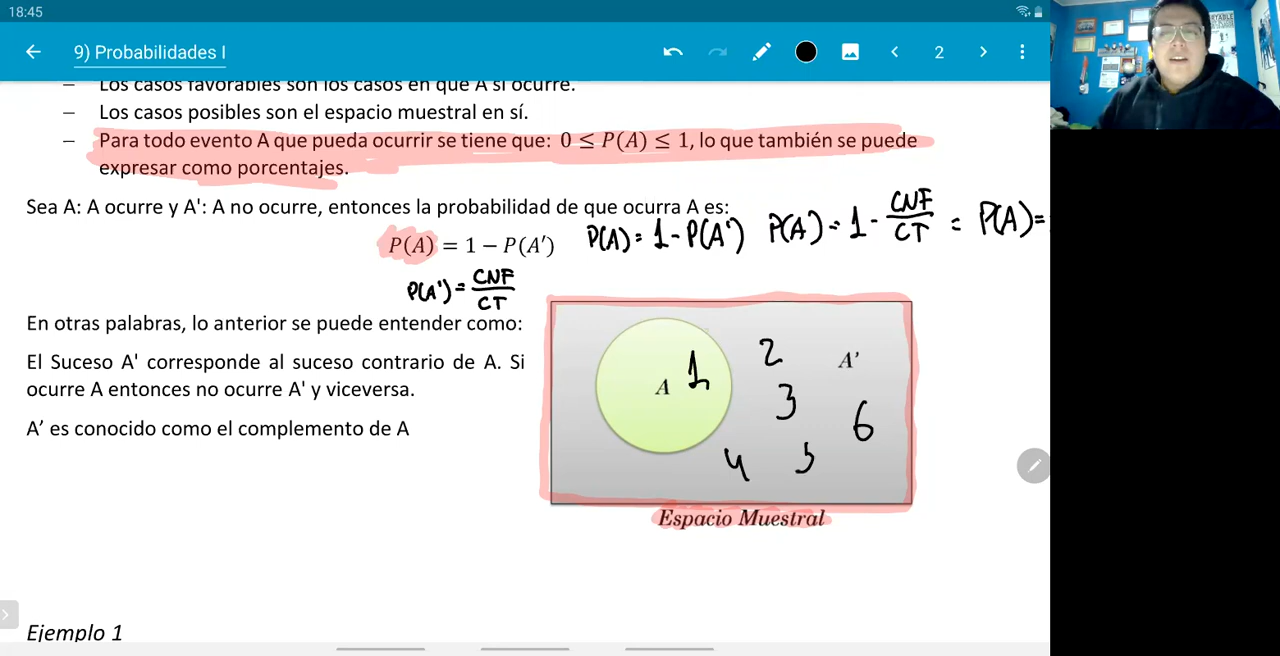 18:45
9) Probabilidades I
2
– Los casos favorables son los casos en que A sí ocurre.
– Los casos posibles son el espacio muestral en sí.
– Para todo evento A que pueda ocurrir se tiene que: 0 ≤ P(A) ≤ 1, lo que también se puede
expresar como porcentajes.
Sea A: A ocurre y A': A no ocurre, entonces la probabilidad de que ocurra A es:
P(A) = 1 − P(A')
P(A) = 1 - P(A')
P(A) = 1 - CNF/CT = P(A) =
P(A') = CNF/CT
En otras palabras, lo anterior se puede entender como:
El Suceso A' corresponde al suceso contrario de A. Si
ocurre A entonces no ocurre A' y viceversa.
A’ es conocido como el complemento de A
A 1 2 A’
3
6
4 5
Espacio Muestral
Ejemplo 1